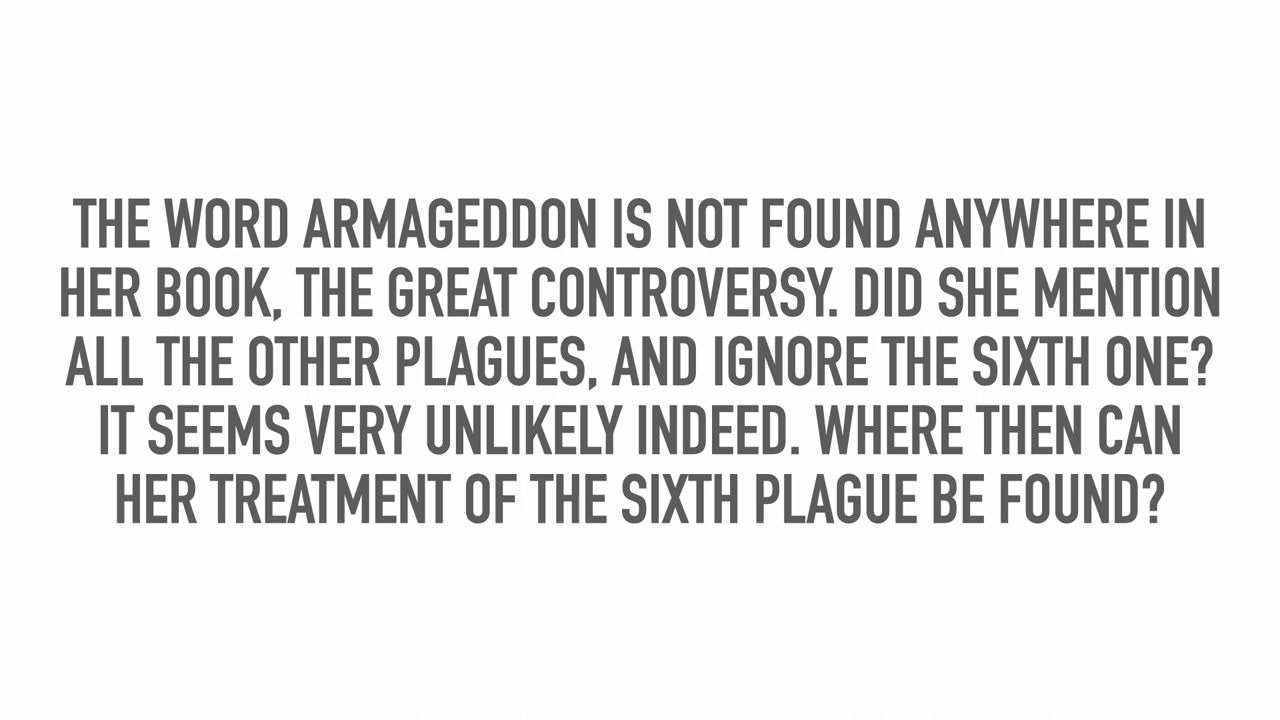 THE WORD ARMAGEDDON IS NOT FOUND ANYWHERE IN
HER BOOK, THE GREAT CONTROVERSY. DID SHE MENTION
ALL THE OTHER PLAGUES, AND IGNORE THE SIXTH ONE?
IT SEEMS VERY UNLIKELY INDEED. WHERE THEN CAN
HER TREATMENT OF THE SIXTH PLAGUE BE FOUND?